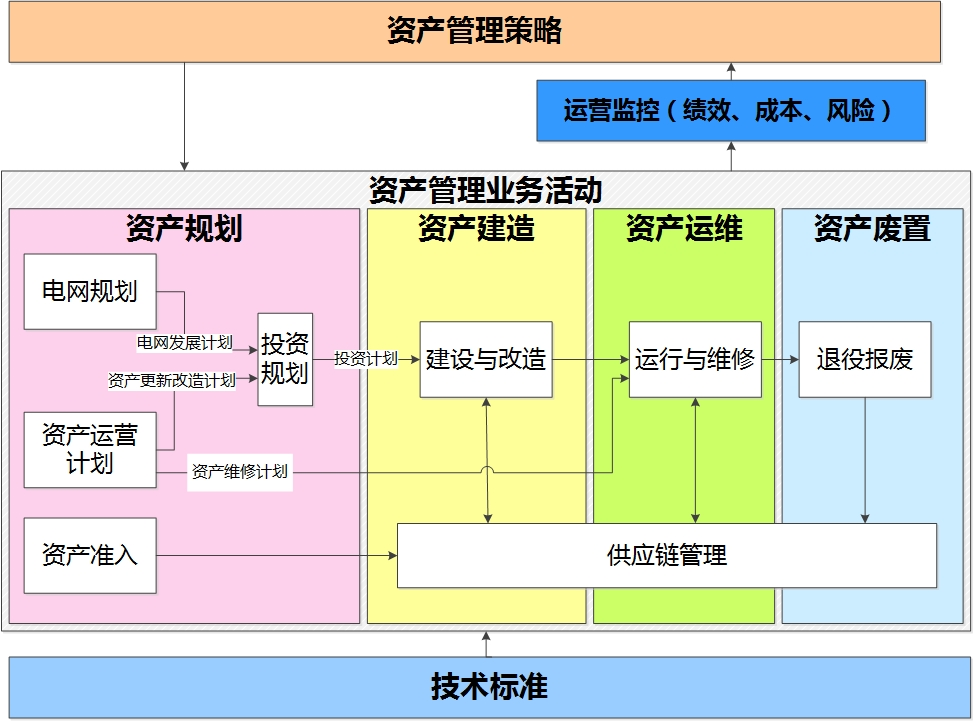 资产管理策略
运营监控（绩效、成本、风险）
资产管理业务活动
资产规划
资产建造
资产运维
资产废置
电网规划
电网发展计划
投资
规划
投资计划
建设与改造
运行与维修
退役报废
资产更新改造计划
资产运营
计划
资产维修计划
资产准入
供应链管理
技术标准